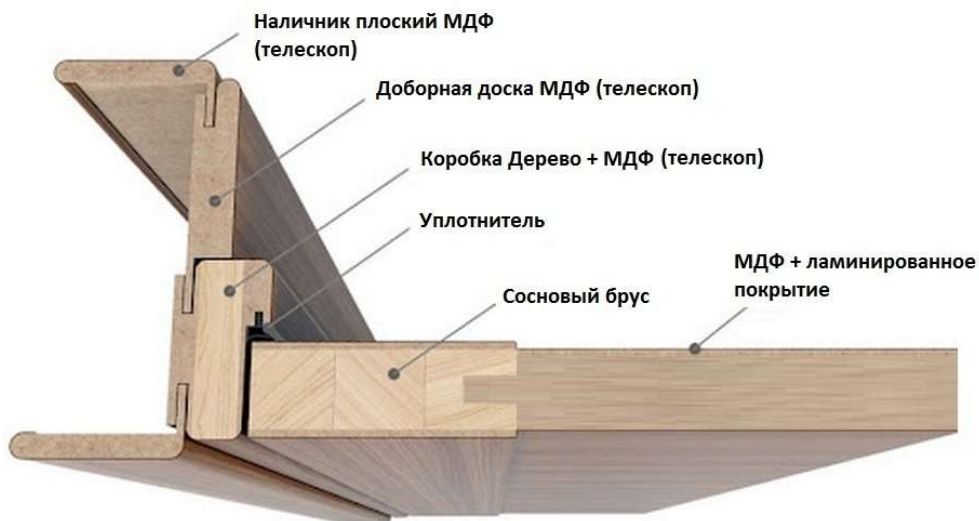 Наличник плоский МДФ
(телескоп)
Доборная доска МДФ (телескоп)
Коробка Дерево + МДФ (телескоп)
Уплотнитель
МДФ + ламинированное
покрытие
Сосновый брус